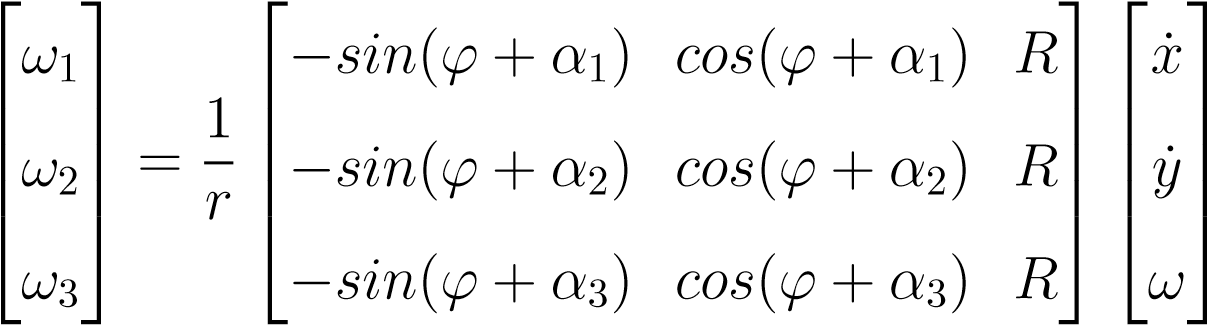 [ω₁] = 1/r [−sin(φ + α₁) cos(φ + α₁) R] [ẋ]
[ω₂] [−sin(φ + α₂) cos(φ + α₂) R] [ẏ]
[ω₃] [−sin(φ + α₃) cos(φ + α₃) R] [ω]